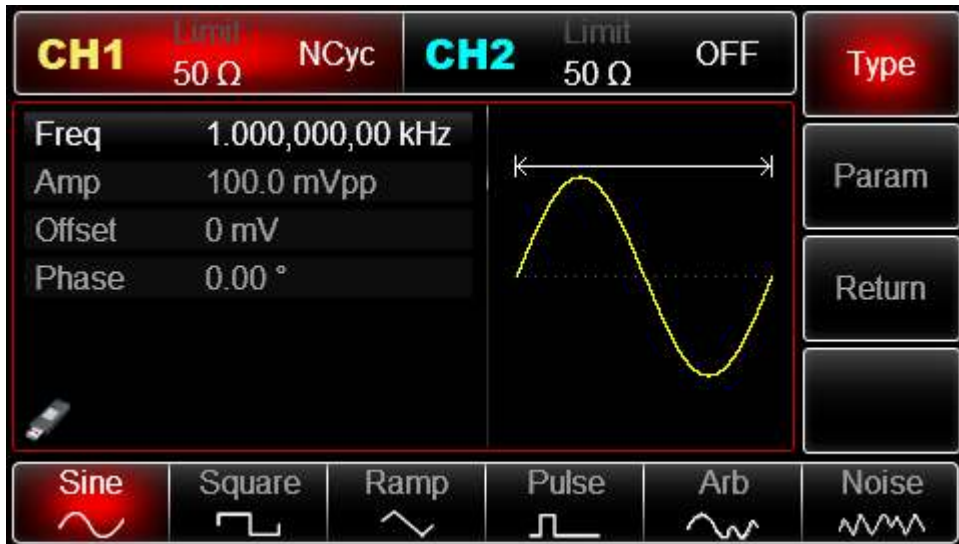 CH1 Limit 50 Ω NCyc
CH2 Limit 50 Ω OFF
Type
Freq 1.000,000,00 kHz
Amp 100.0 mVpp
Offset 0 mV
Phase 0.00 °
Param
Return
Sine Square Ramp Pulse Arb Noise